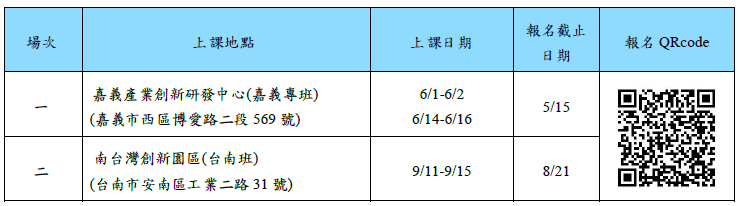 場次 上課地點 上課日期 報名截止日期 報名 QRcode
一 嘉義產業創新研發中心(嘉義專班) 6/1-6/2 5/15
(嘉義市西區博愛路二段 569 號) 6/14-6/16
二 南台灣創新園區(台南班) 9/11-9/15 8/21
(台南市安南區工業二路 31 號)